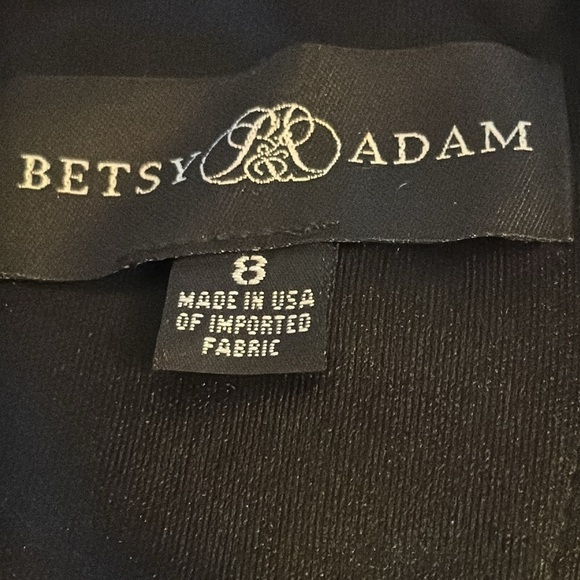 BETSY & ADAM
8
MADE IN USA
OF IMPORTED
FABRIC